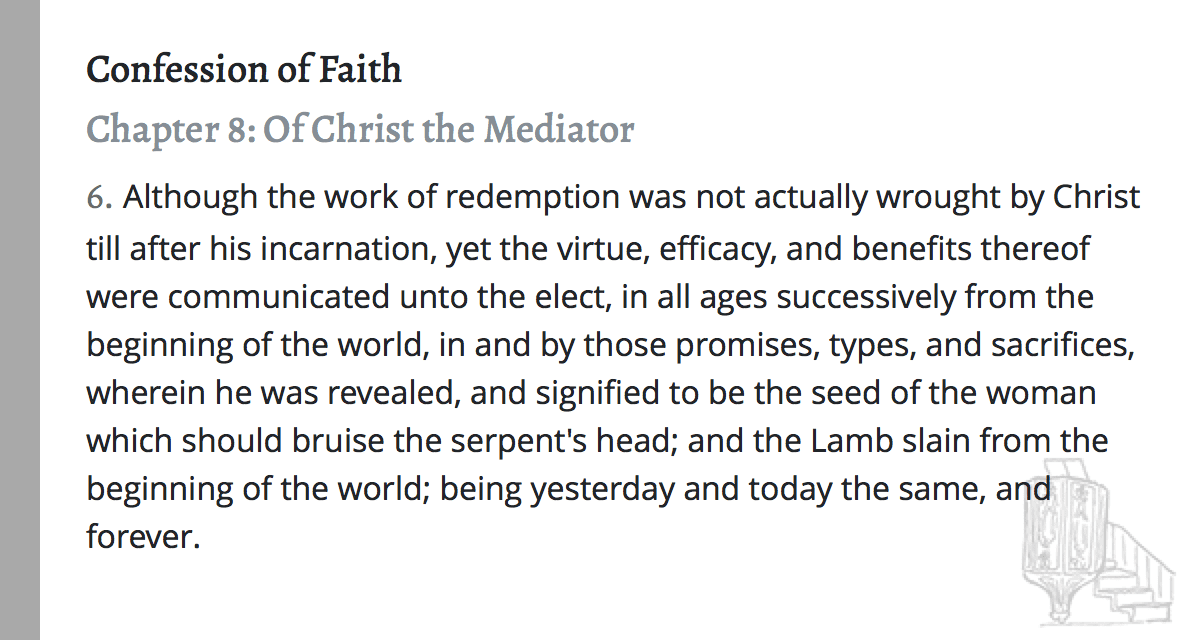 Confession of Faith
Chapter 8: Of Christ the Mediator
6. Although the work of redemption was not actually wrought by Christ
till after his incarnation, yet the virtue, efficacy, and benefits thereof
were communicated unto the elect, in all ages successively from the
beginning of the world, in and by those promises, types, and sacrifices,
wherein he was revealed, and signified to be the seed of the woman
which should bruise the serpent's head; and the Lamb slain from the
beginning of the world; being yesterday and today the same, and
forever.